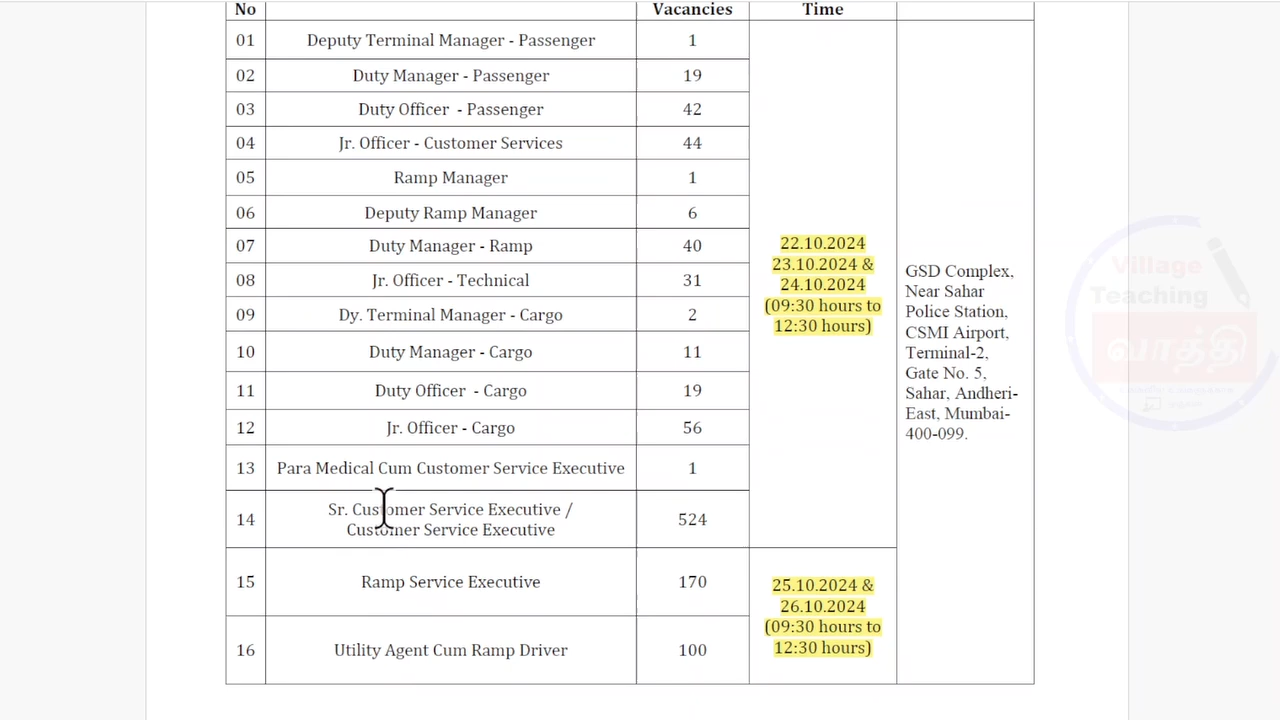 No Vacancies Time
01 Deputy Terminal Manager - Passenger 1
02 Duty Manager - Passenger 19
03 Duty Officer - Passenger 42
04 Jr. Officer - Customer Services 44
05 Ramp Manager 1
06 Deputy Ramp Manager 6
07 Duty Manager - Ramp 40
08 Jr. Officer - Technical 31
09 Dy. Terminal Manager - Cargo 2
10 Duty Manager - Cargo 11
11 Duty Officer - Cargo 19
12 Jr. Officer - Cargo 56
13 Para Medical Cum Customer Service Executive 1
14 Sr. Customer Service Executive /
Customer Service Executive 524
22.10.2024
23.10.2024 &
24.10.2024
(09:30 hours to
12:30 hours)
15 Ramp Service Executive 170
16 Utility Agent Cum Ramp Driver 100
25.10.2024 &
26.10.2024
(09:30 hours to
12:30 hours)
GSD Complex,
Near Sahar
Police Station,
CSMI Airport,
Terminal-2,
Gate No. 5,
Sahar, Andheri-
East, Mumbai-
400-099.
Village
Teaching
வாத்தி